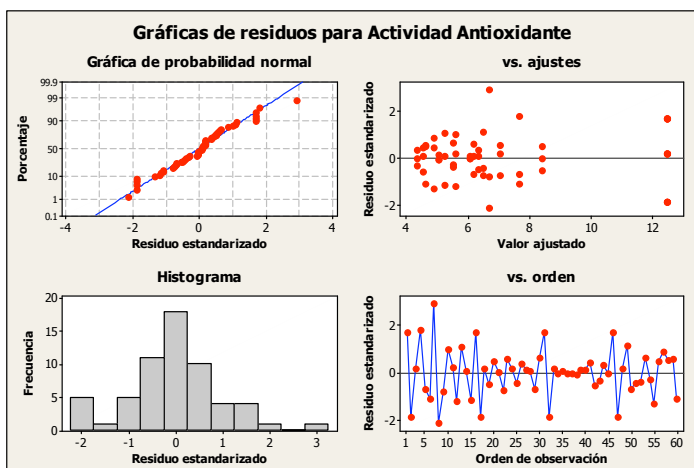 Gráficas de residuos para Actividad Antioxidante
Gráfica de probabilidad normal
Porcentaje
99.9
99
90
50
10
1
0.1
-4 -2 0 2 4
Residuo estandarizado
vs. ajustes
Residuo estandarizado
2
0
-2
4 6 8 10 12
Valor ajustado
Histograma
Frecuencia
20
15
10
5
0
-2 -1 0 1 2 3
Residuo estandarizado
vs. orden
Residuo estandarizado
2
0
-2
1 5 10 15 20 25 30 35 40 45 50 55 60
Orden de observación